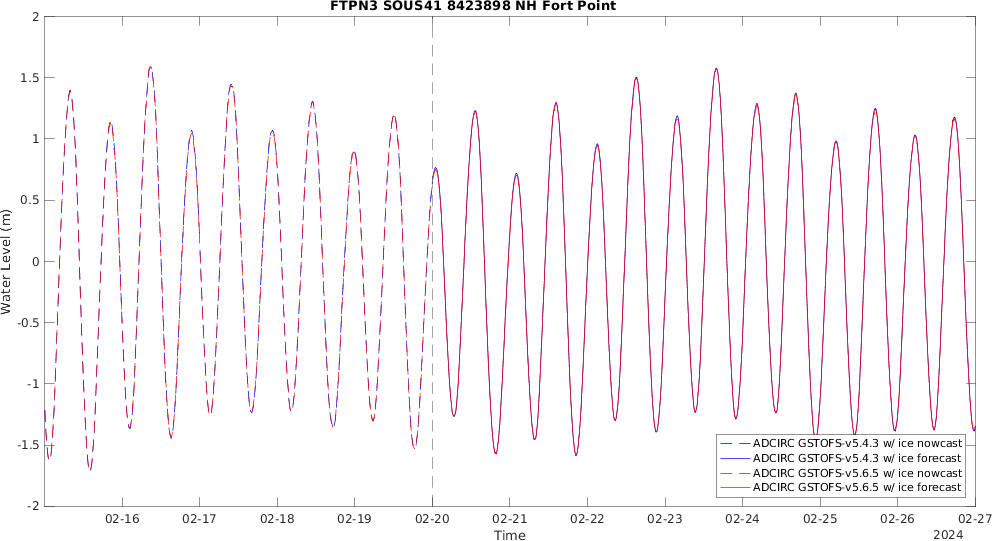 FTPN3 SOUS41 8423898 NH Fort Point
2
1.5
1
0.5
0
-0.5
-1
-1.5
-2
Water Level (m)
ADCIRC GSTOFS-v5.4.3 w/ ice nowcast
ADCIRC GSTOFS-v5.4.3 w/ ice forecast
ADCIRC GSTOFS-v5.6.5 w/ ice nowcast
ADCIRC GSTOFS-v5.6.5 w/ ice forecast
02-16 02-17 02-18 02-19 02-20 02-21 02-22 02-23 02-24 02-25 02-26 02-27
Time
2024